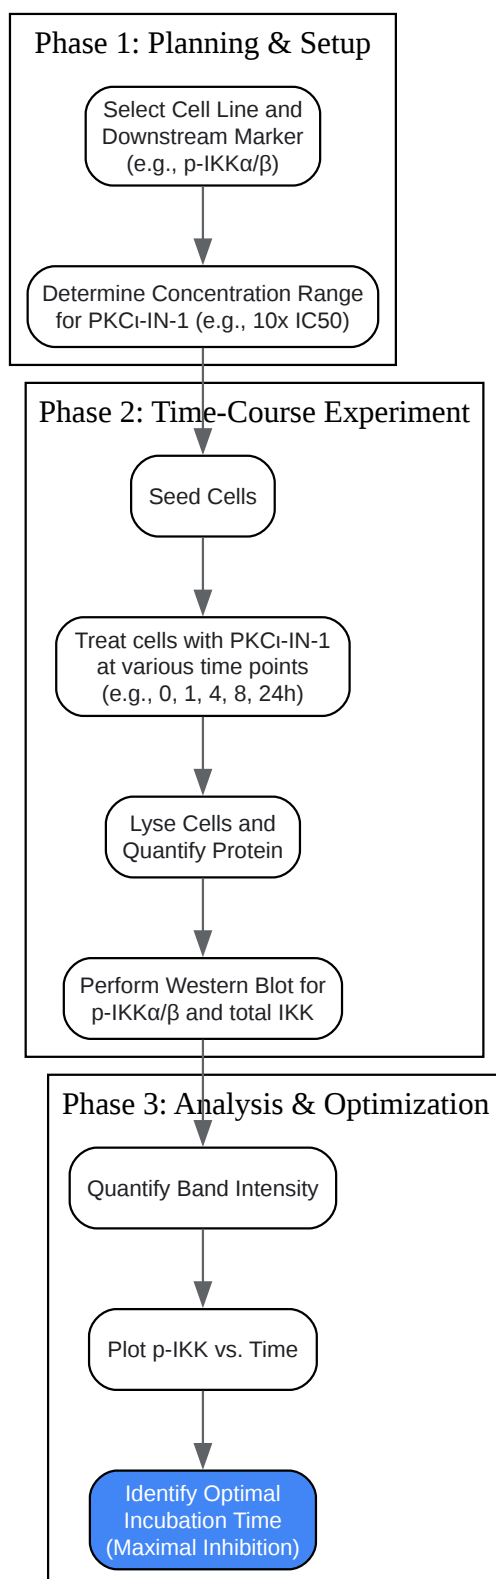 Phase 1: Planning & Setup
Select Cell Line and
Downstream Marker
(e.g., p-IKKα/β)
Determine Concentration Range
for PKCι-IN-1 (e.g., 10x IC50)
Phase 2: Time-Course Experiment
Seed Cells
Treat cells with PKCι-IN-1
at various time points
(e.g., 0, 1, 4, 8, 24h)
Lyse Cells and
Quantify Protein
Perform Western Blot for
p-IKKα/β and total IKK
Phase 3: Analysis & Optimization
Quantify Band Intensity
Plot p-IKK vs. Time
Identify Optimal
Incubation Time
(Maximal Inhibition)